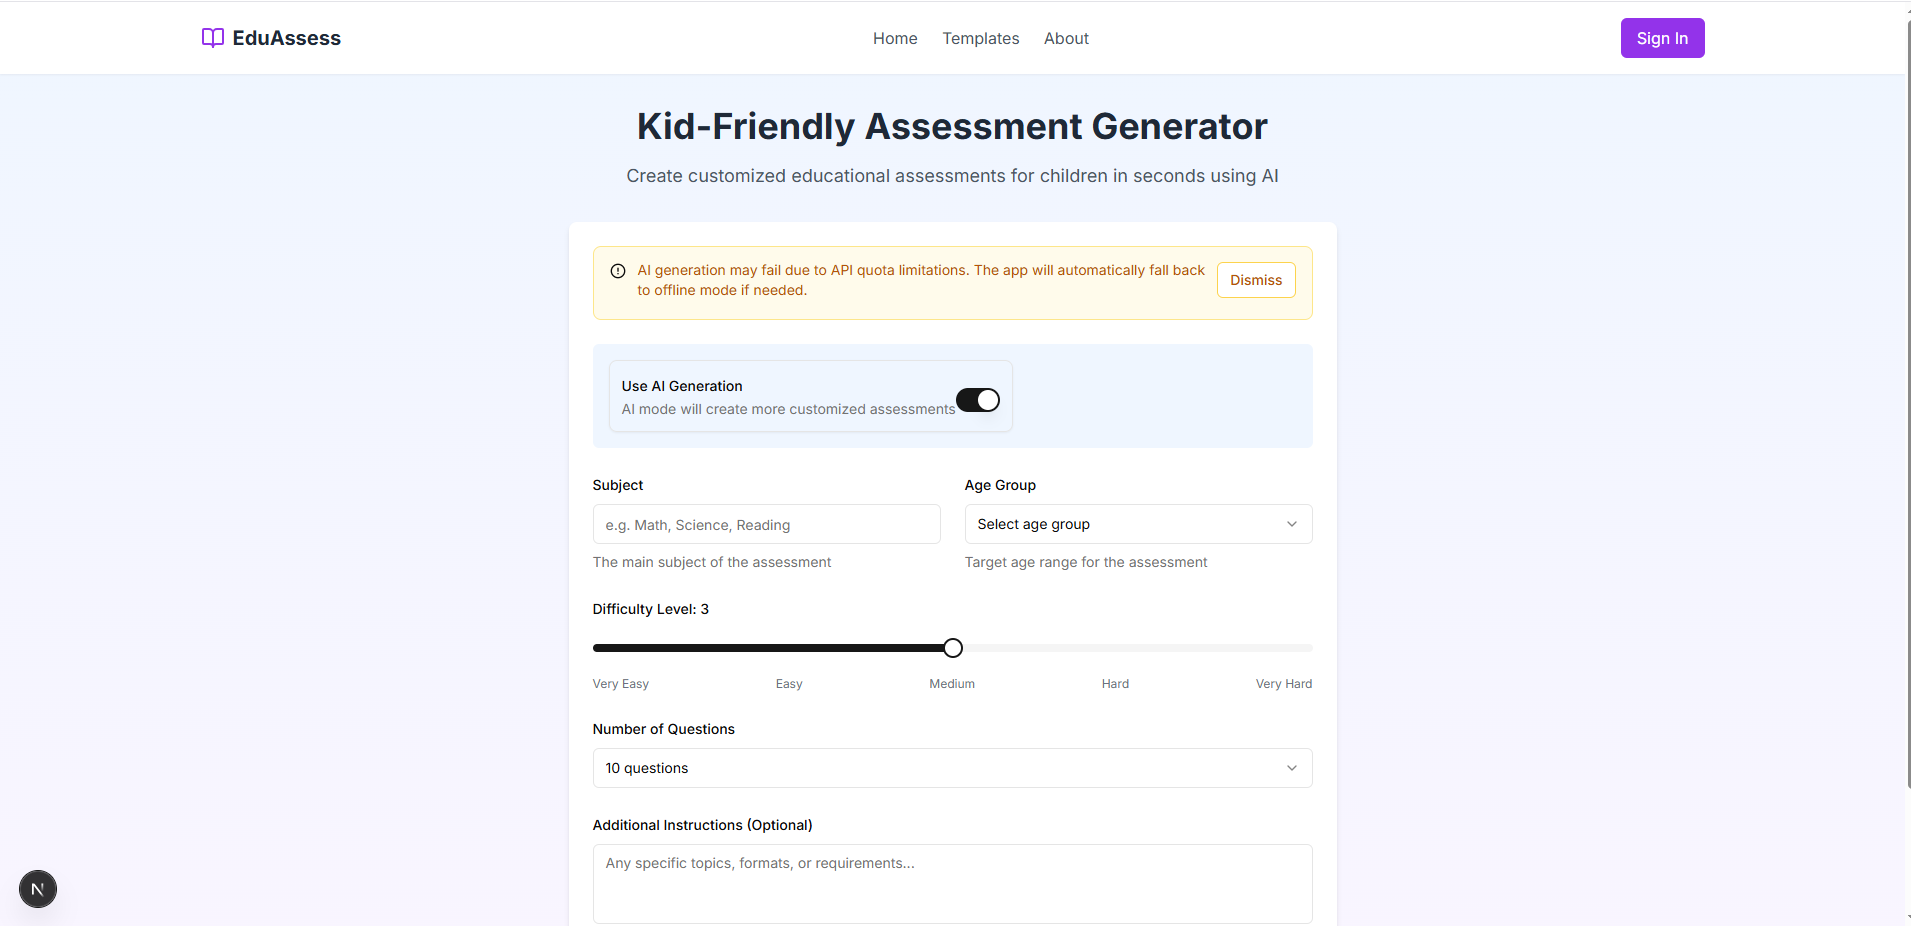 EduAssess
Home
Templates
About
Sign In
Kid-Friendly Assessment Generator
Create customized educational assessments for children in seconds using AI
AI generation may fail due to API quota limitations. The app will automatically fall back
to offline mode if needed.
Dismiss
Use AI Generation
AI mode will create more customized assessments
Subject
e.g. Math, Science, Reading
The main subject of the assessment
Age Group
Select age group
Target age range for the assessment
Difficulty Level: 3
Very Easy
Easy
Medium
Hard
Very Hard
Number of Questions
10 questions
Additional Instructions (Optional)
Any specific topics, formats, or requirements...
N